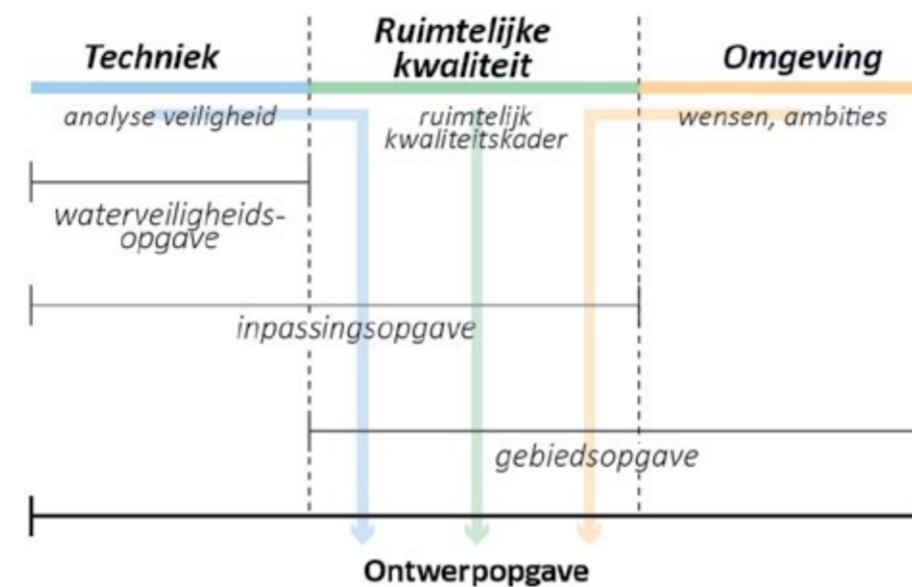 Techniek
Ruimtelijke
kwaliteit
Omgeving
analyse veiligheid
ruimtelijk
kwaliteitskader
wensen, ambities
waterveiligheids-
opgave
inpassingsopgave
gebiedsopgave
Ontwerpopgave